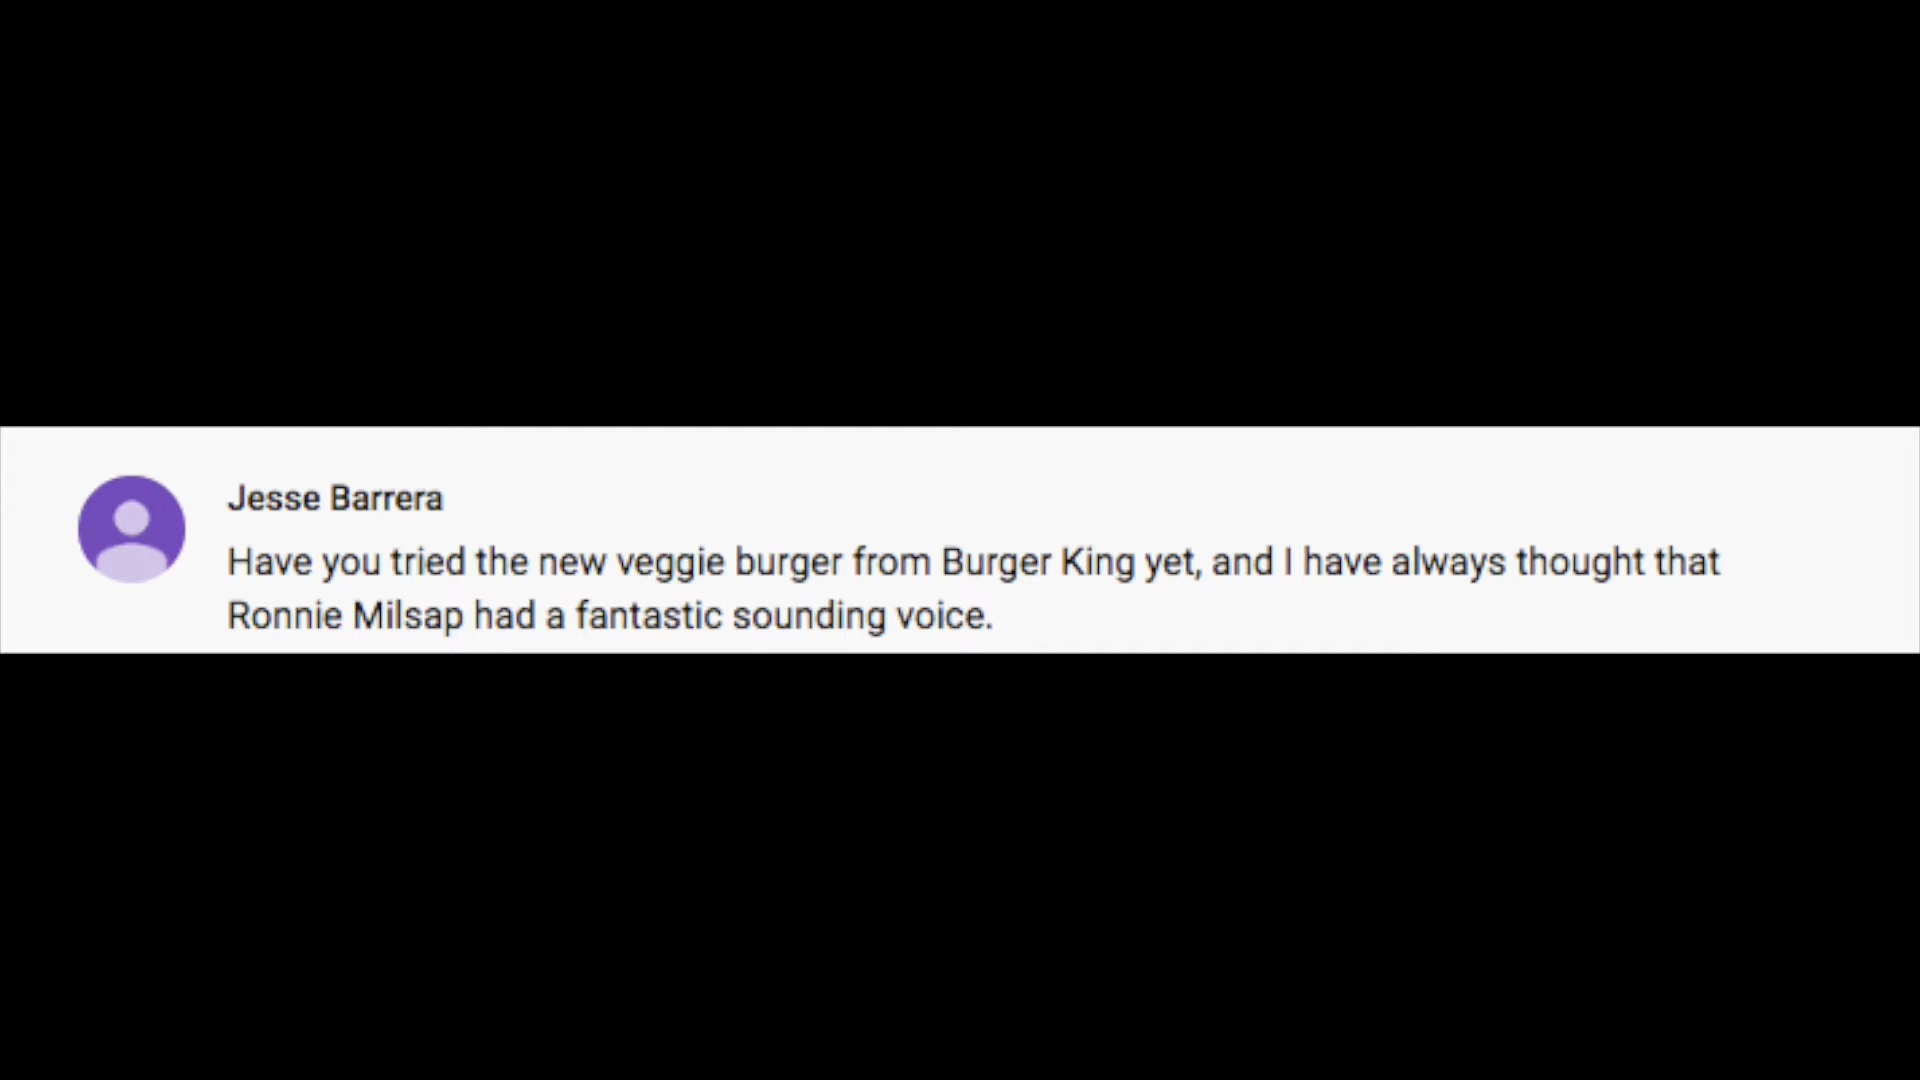 Jesse Barrera
Have you tried the new veggie burger from Burger King yet, and I have always thought that
Ronnie Milsap had a fantastic sounding voice.